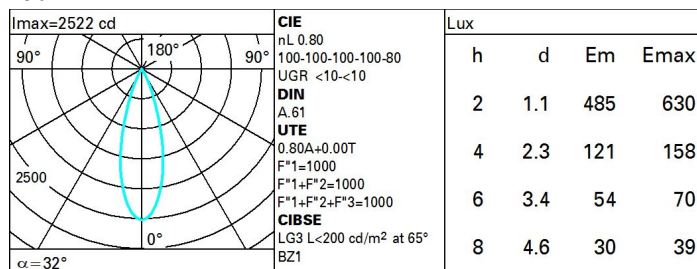 Imax=2522 cd
90° 180° 90°
2500
0°
α=32°
CIE
nL 0.80
100-100-100-100-80
UGR <10-<10
DIN
A.61
UTE
0.80A+0.00T
F"1=1000
F"1+F"2=1000
F"1+F"2+F"3=1000
CIBSE
LG3 L<200 cd/m² at 65°
BZ1
Lux
h d Em Emax
2 1.1 485 630
4 2.3 121 158
6 3.4 54 70
8 4.6 30 39